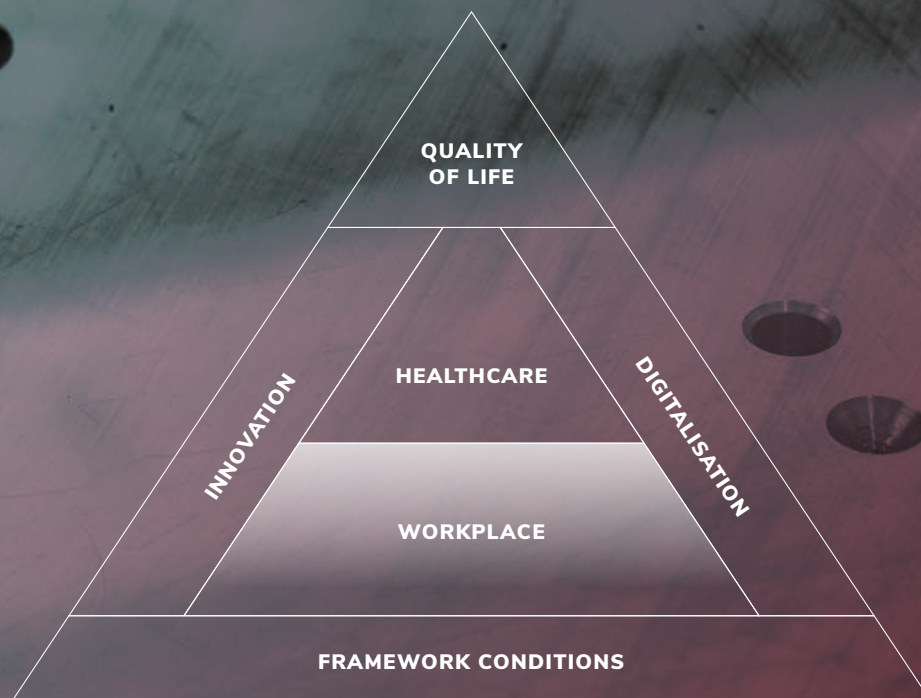 QUALITY
OF LIFE
HEALTHCARE
INNOVATION
DIGITALISATION
WORKPLACE
FRAMEWORK CONDITIONS